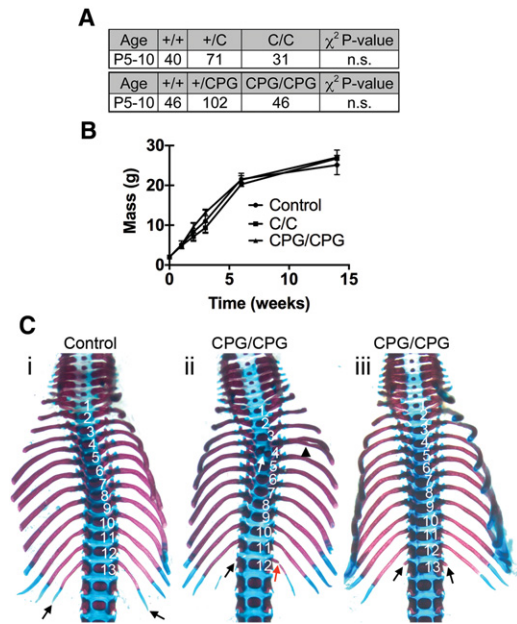 A
Age +/+ +/C C/C χ² P-value
P5-10 40 71 31 n.s.
Age +/+ +/CPG CPG/CPG χ² P-value
P5-10 46 102 46 n.s.
B
30
20
10
0
Mass (g)
Control
C/C
CPG/CPG
0 5 10 15
Time (weeks)
C
Control CPG/CPG CPG/CPG
i ii iii
1 1 1
2 2 2
3 3 3
4 4 4
5 5 5
6 6 6
7 7 7
8 8 8
9 9 9
10 10 10
11 11 11
12 12 12
13 13